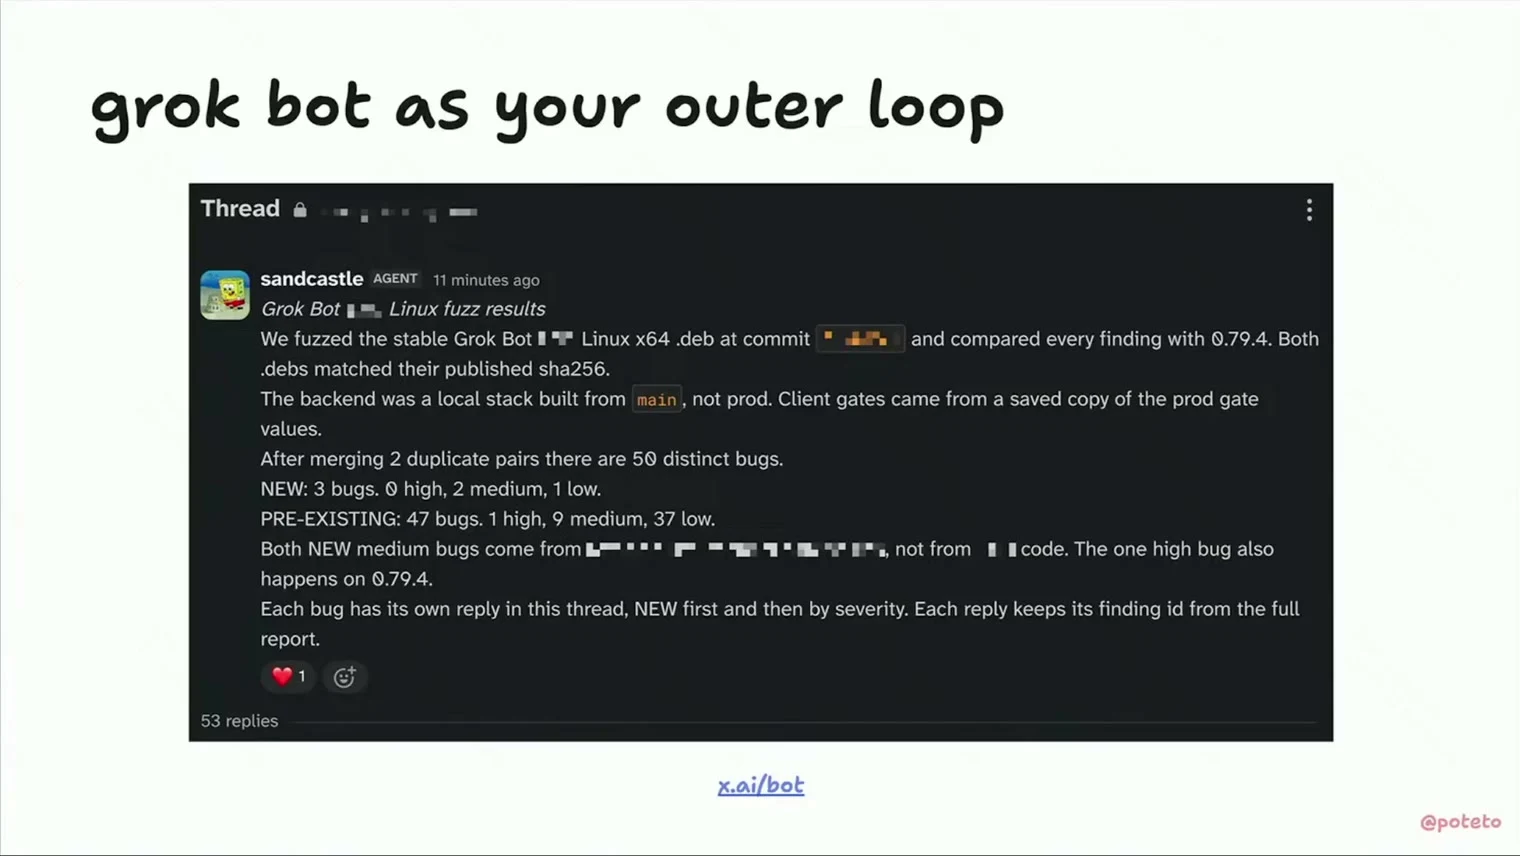 grok bot as your outer loop
Thread
sandcastle AGENT 11 minutes ago
Grok Bot Linux fuzz results
We fuzzed the stable Grok Bot Linux x64 .deb at commit and compared every finding with 0.79.4. Both
.debs matched their published sha256.
The backend was a local stack built from main, not prod. Client gates came from a saved copy of the prod gate
values.
After merging 2 duplicate pairs there are 50 distinct bugs.
NEW: 3 bugs. 0 high, 2 medium, 1 low.
PRE-EXISTING: 47 bugs. 1 high, 9 medium, 37 low.
Both NEW medium bugs come from , not from code. The one high bug also
happens on 0.79.4.
Each bug has its own reply in this thread, NEW first and then by severity. Each reply keeps its finding id from the full
report.
❤️ 1
53 replies
x.ai/bot
@poteto